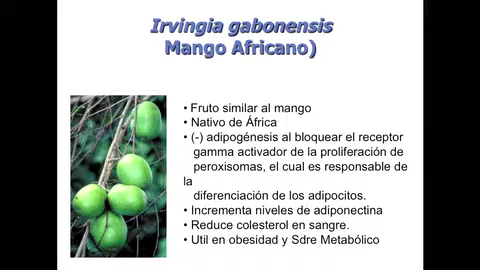 Irvingia gabonensis
Mango Africano)
• Fruto similar al mango
• Nativo de África
• (-) adipogénesis al bloquear el receptor
gamma activador de la proliferación de
peroxisomas, el cual es responsable de
la
diferenciación de los adipocitos.
• Incrementa niveles de adiponectina
• Reduce colesterol en sangre.
• Util en obesidad y Sdre Metabólico